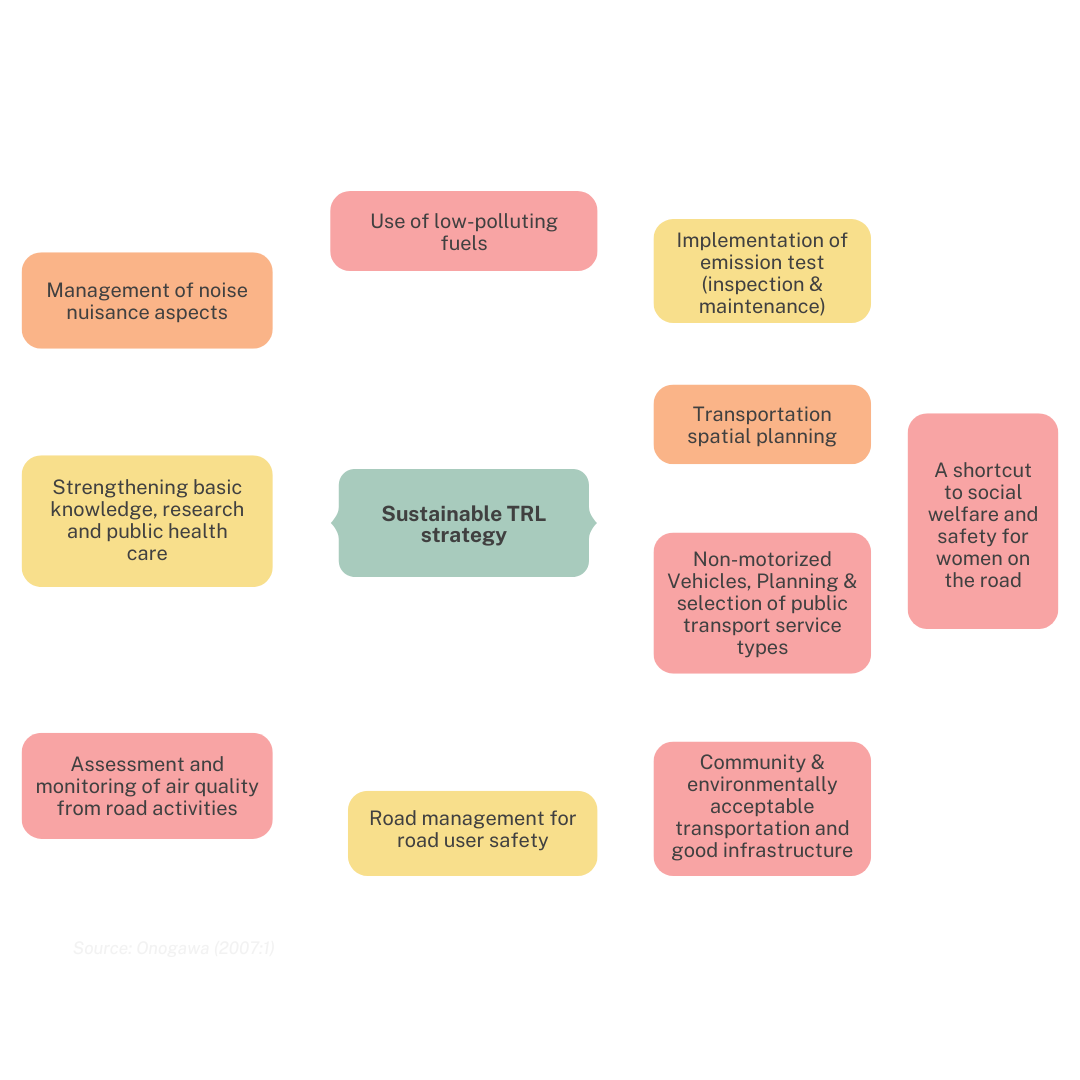 Use of low-polluting
fuels
Implementation of
emission test
(inspection &
maintenance)
Management of noise
nuisance aspects
Transportation
spatial planning
A shortcut
to social
welfare and
safety for
women on
the road
Strengthening basic
knowledge, research
and public health
care
Sustainable TRL
strategy
Non-motorized
Vehicles, Planning &
selection of public
transport service
types
Assessment and
monitoring of air quality
from road activities
Road management for
road user safety
Community &
environmentally
acceptable
transportation and
good infrastructure
Source: Onogawa (2007:1)